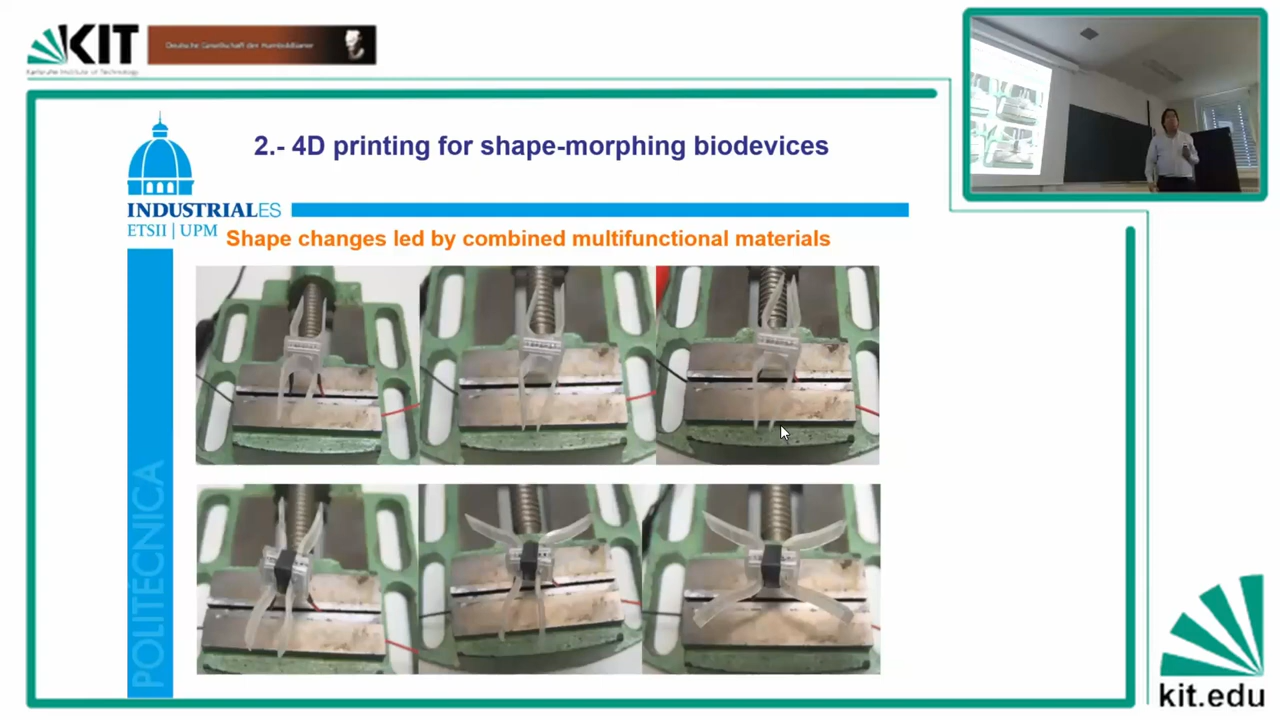 KIT
Karlsruhe Institute of Technology
Deutsche Gesellschaft der Humboldtianer
2.- 4D printing for shape-morphing biodevices
INDUSTRIALES
ETSII | UPM
Shape changes led by combined multifunctional materials
POLITÉCNICA
kit.edu